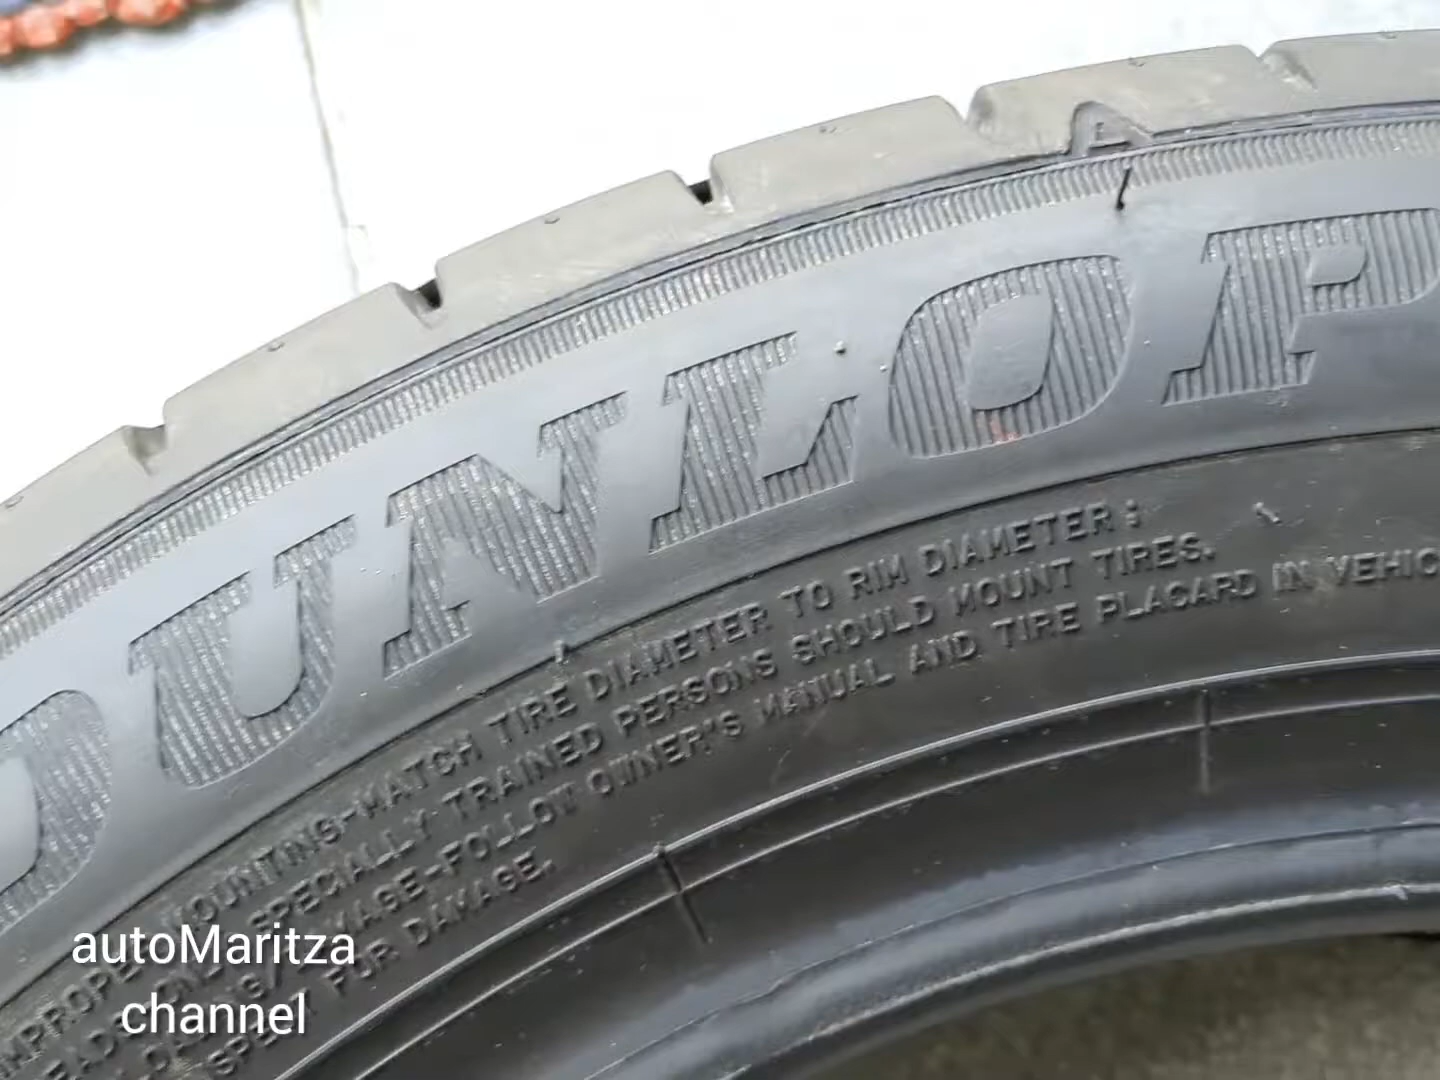 DUNLOP
MOUNTING-MATCH TIRE DIAMETER TO RIM DIAMETER;
SPECIALLY TRAINED PERSONS SHOULD MOUNT TIRES.
DAMAGE-FOLLOW OWNER'S MANUAL AND TIRE PLACARD IN VEHIC
FOR DAMAGE.
autoMaritza
channel